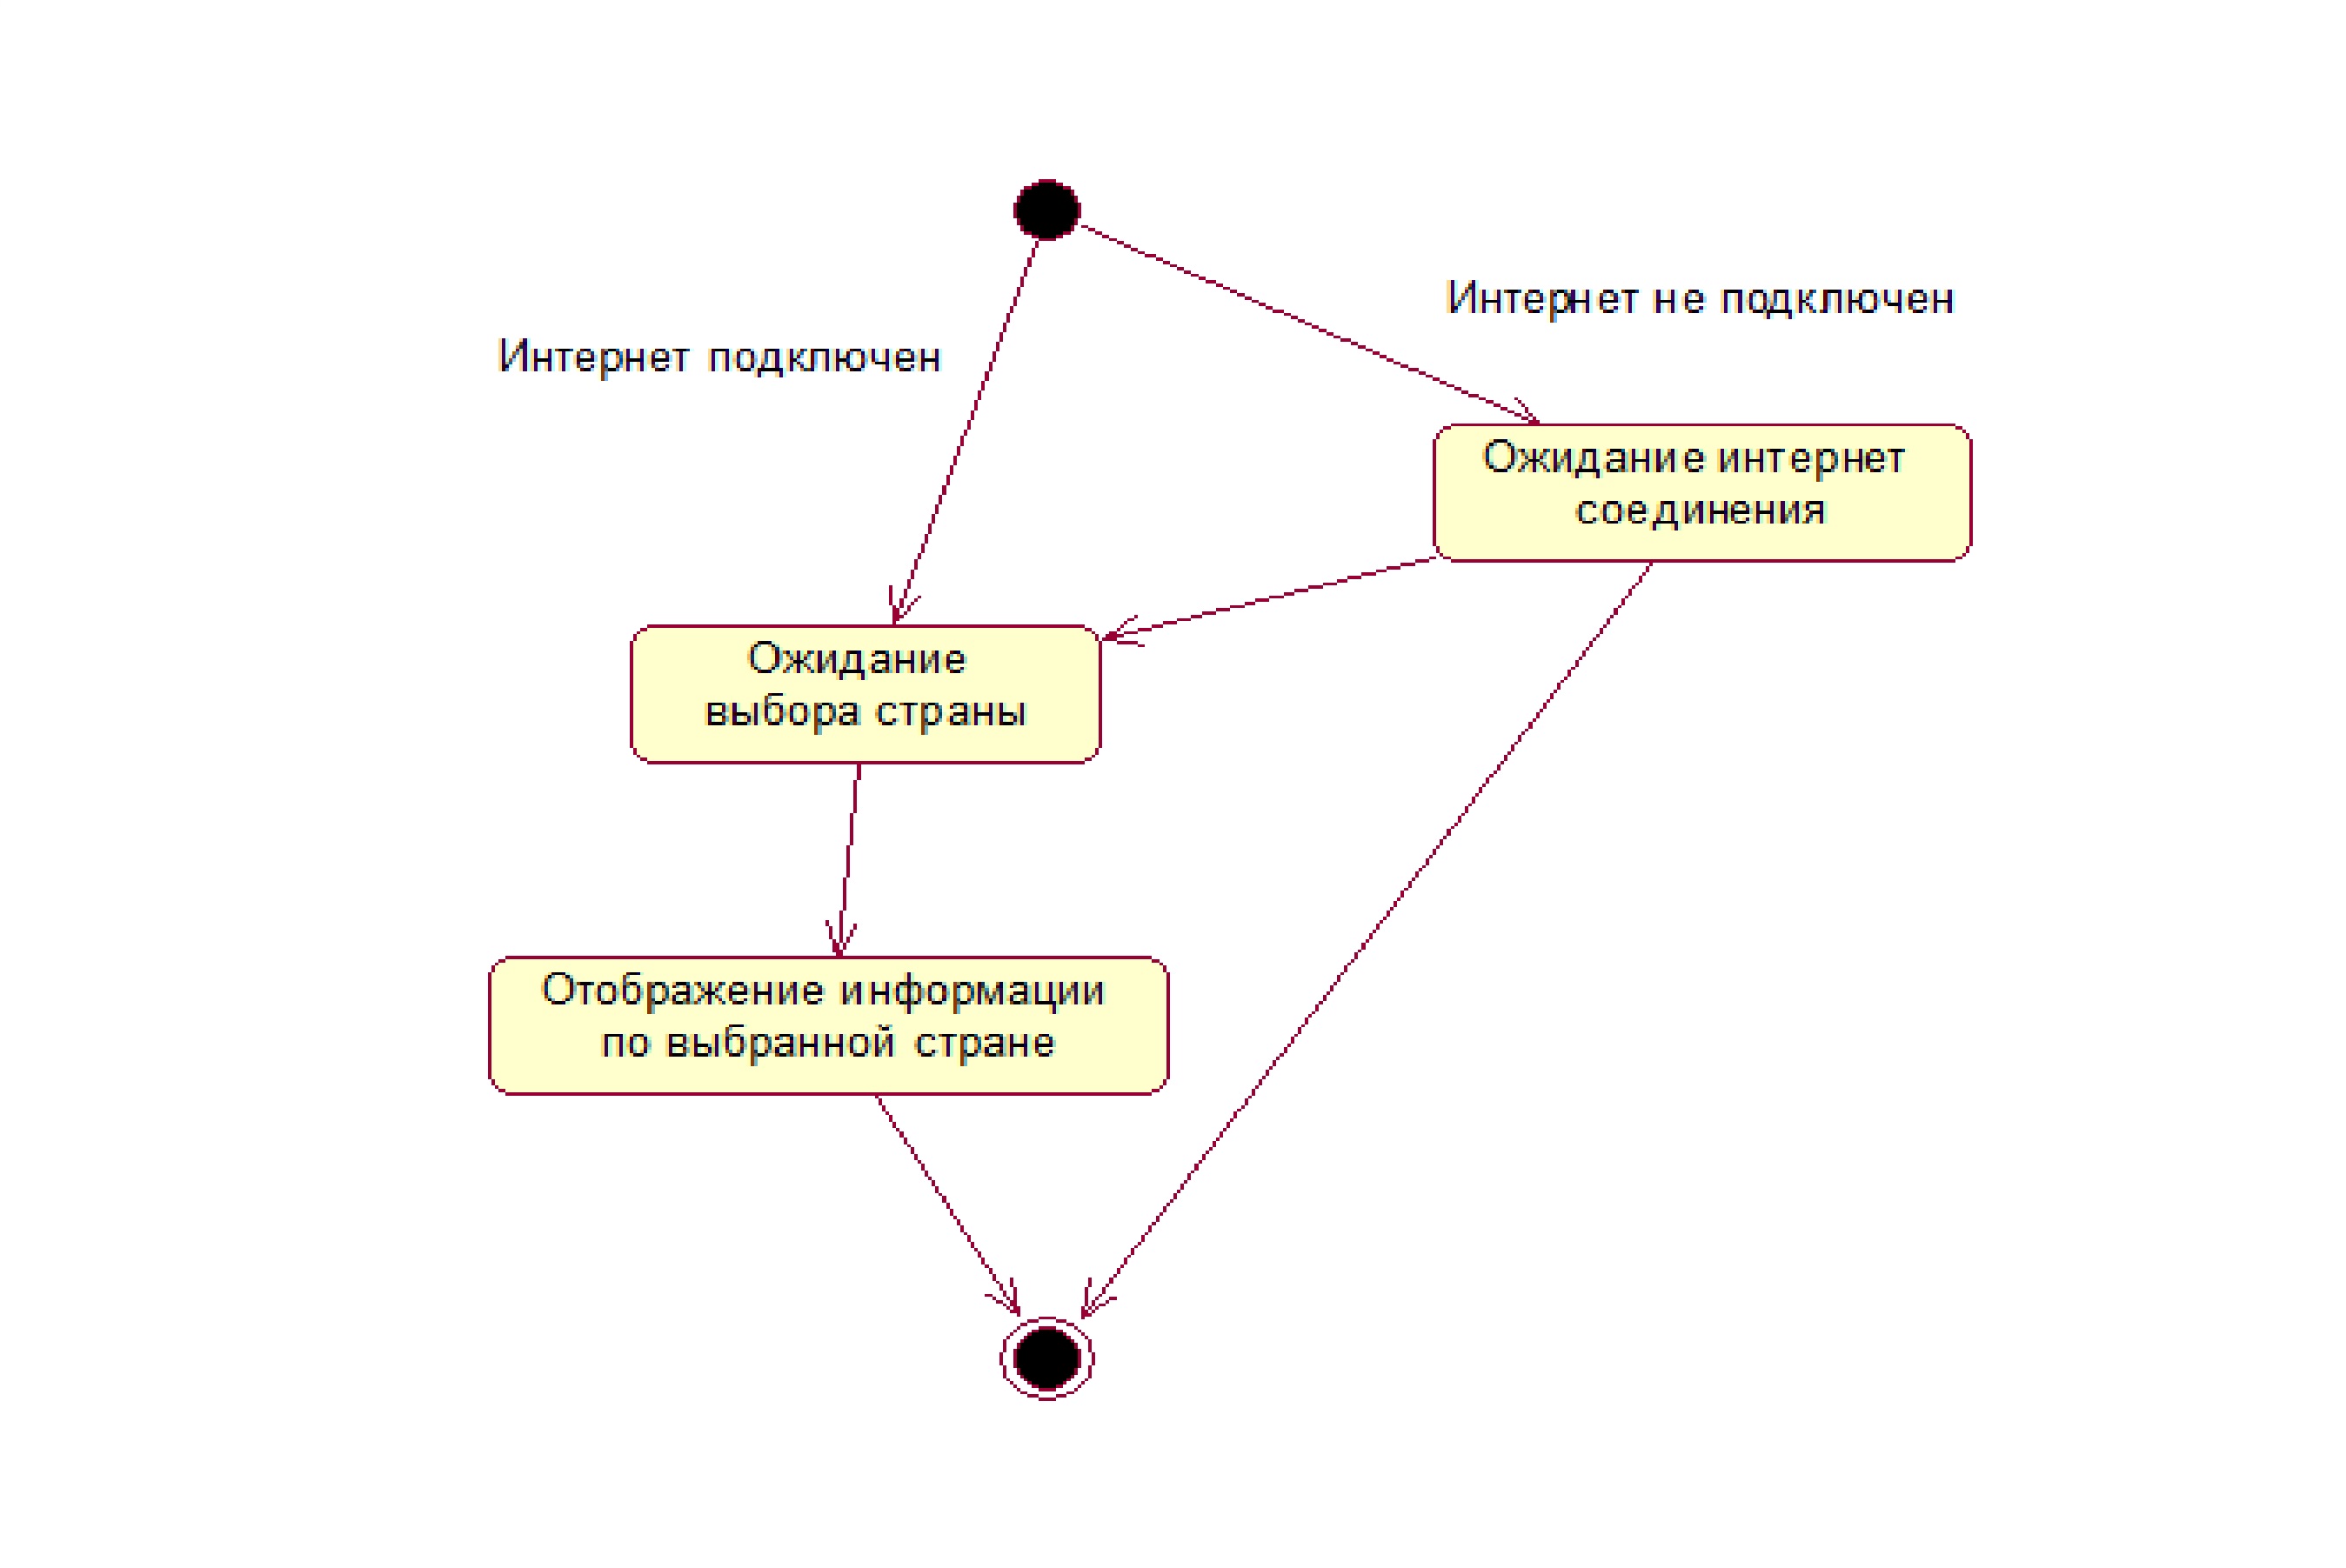 Интернет не подключен
Интернет подключен
Ожидание интернет
соединения
Ожидание
выбора страны
Отображение информации
по выбранной стране